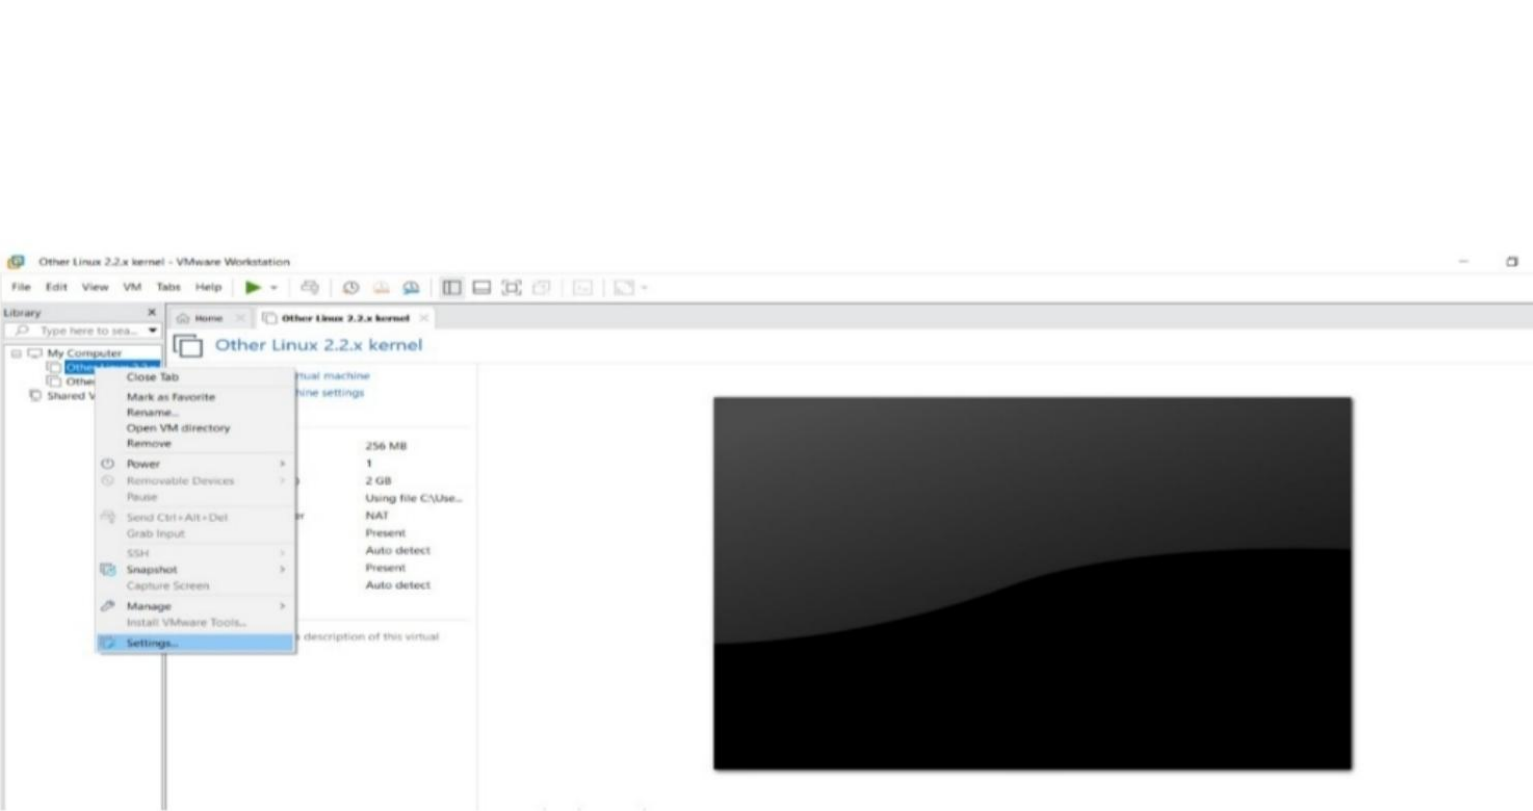 Other Linux 2.2.x kernel - VMware Workstation
File Edit View VM Tabs Help
Library
Home
Other Linux 2.2.x kernel
Type here to sea...
Other Linux 2.2.x kernel
My Computer
Othe
Shared V
Close Tab
Mark as Favorite
Rename...
Open VM directory
Remove
Power
Removable Devices
Pause
Send Ctrl+Alt+Del
Grab Input
SSH
Snapshot
Capture Screen
Manage
Install VMware Tools...
Settings...
tual machine
hine settings
256 MB
1
2 GB
Using file C:\Use...
er NAT
Present
Auto detect
Present
Auto detect
description of this virtual